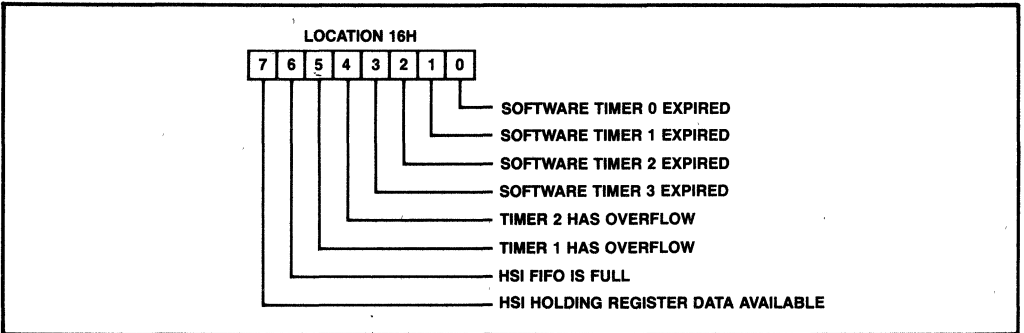 LOCATION 16H
7 6 5 4 3 2 1 0
SOFTWARE TIMER 0 EXPIRED
SOFTWARE TIMER 1 EXPIRED
SOFTWARE TIMER 2 EXPIRED
SOFTWARE TIMER 3 EXPIRED
TIMER 2 HAS OVERFLOW
TIMER 1 HAS OVERFLOW
HSI FIFO IS FULL
HSI HOLDING REGISTER DATA AVAILABLE